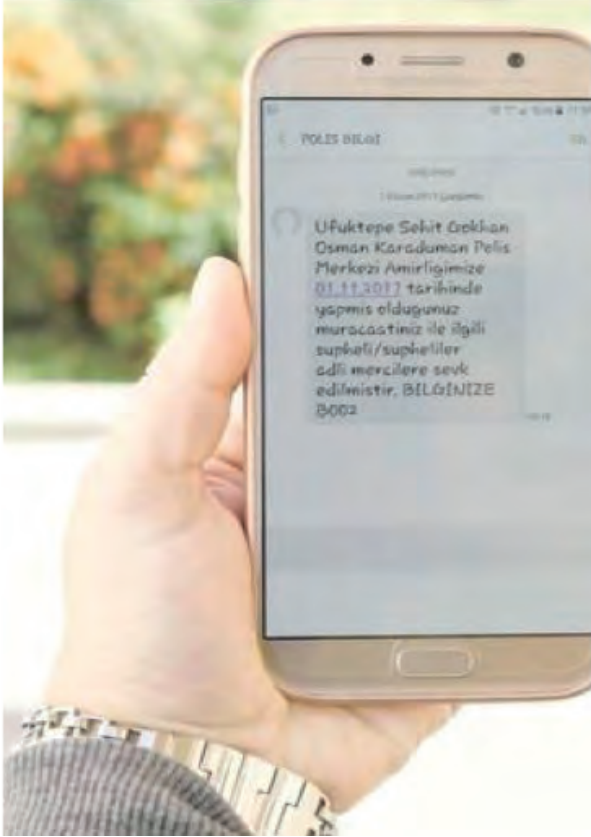 POLIS BILGI
Ufuktepe Sehit Gokhan
Osman Karaduman Polis
Merkezi Amirligimize
01.11.2017 tarihinde
yapmis oldugunuz
muracaatiniz ile ilgili
supheli/supheliler
adli mercilere sevk
edilmistir. BILGINIZE
B002